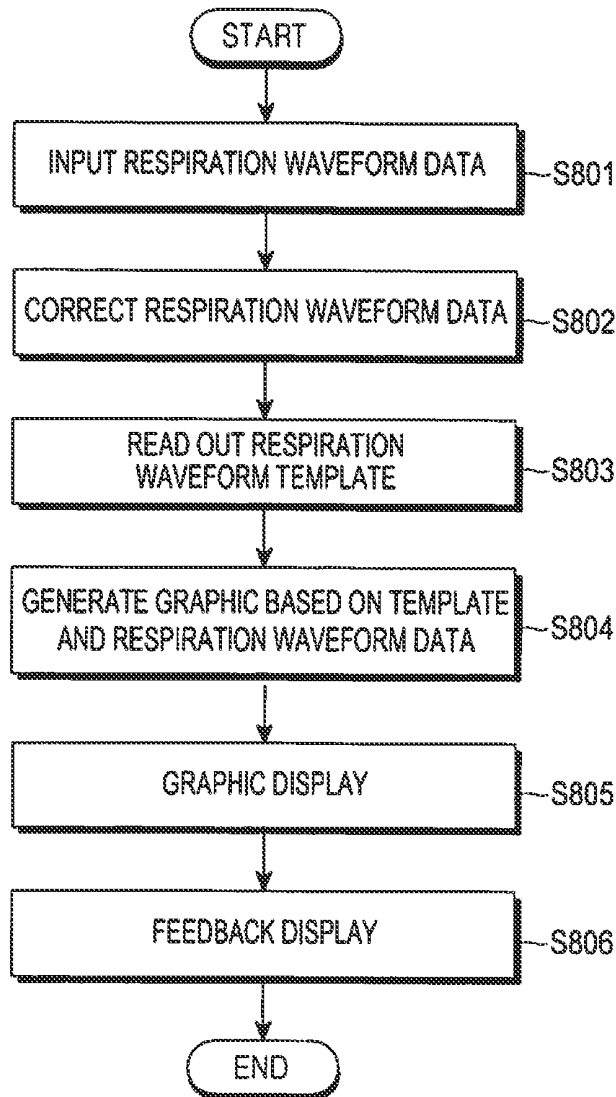 START
INPUT RESPIRATION WAVEFORM DATA
S801
CORRECT RESPIRATION WAVEFORM DATA
S802
READ OUT RESPIRATION
WAVEFORM TEMPLATE
S803
GENERATE GRAPHIC BASED ON TEMPLATE
AND RESPIRATION WAVEFORM DATA
S804
GRAPHIC DISPLAY
S805
FEEDBACK DISPLAY
S806
END